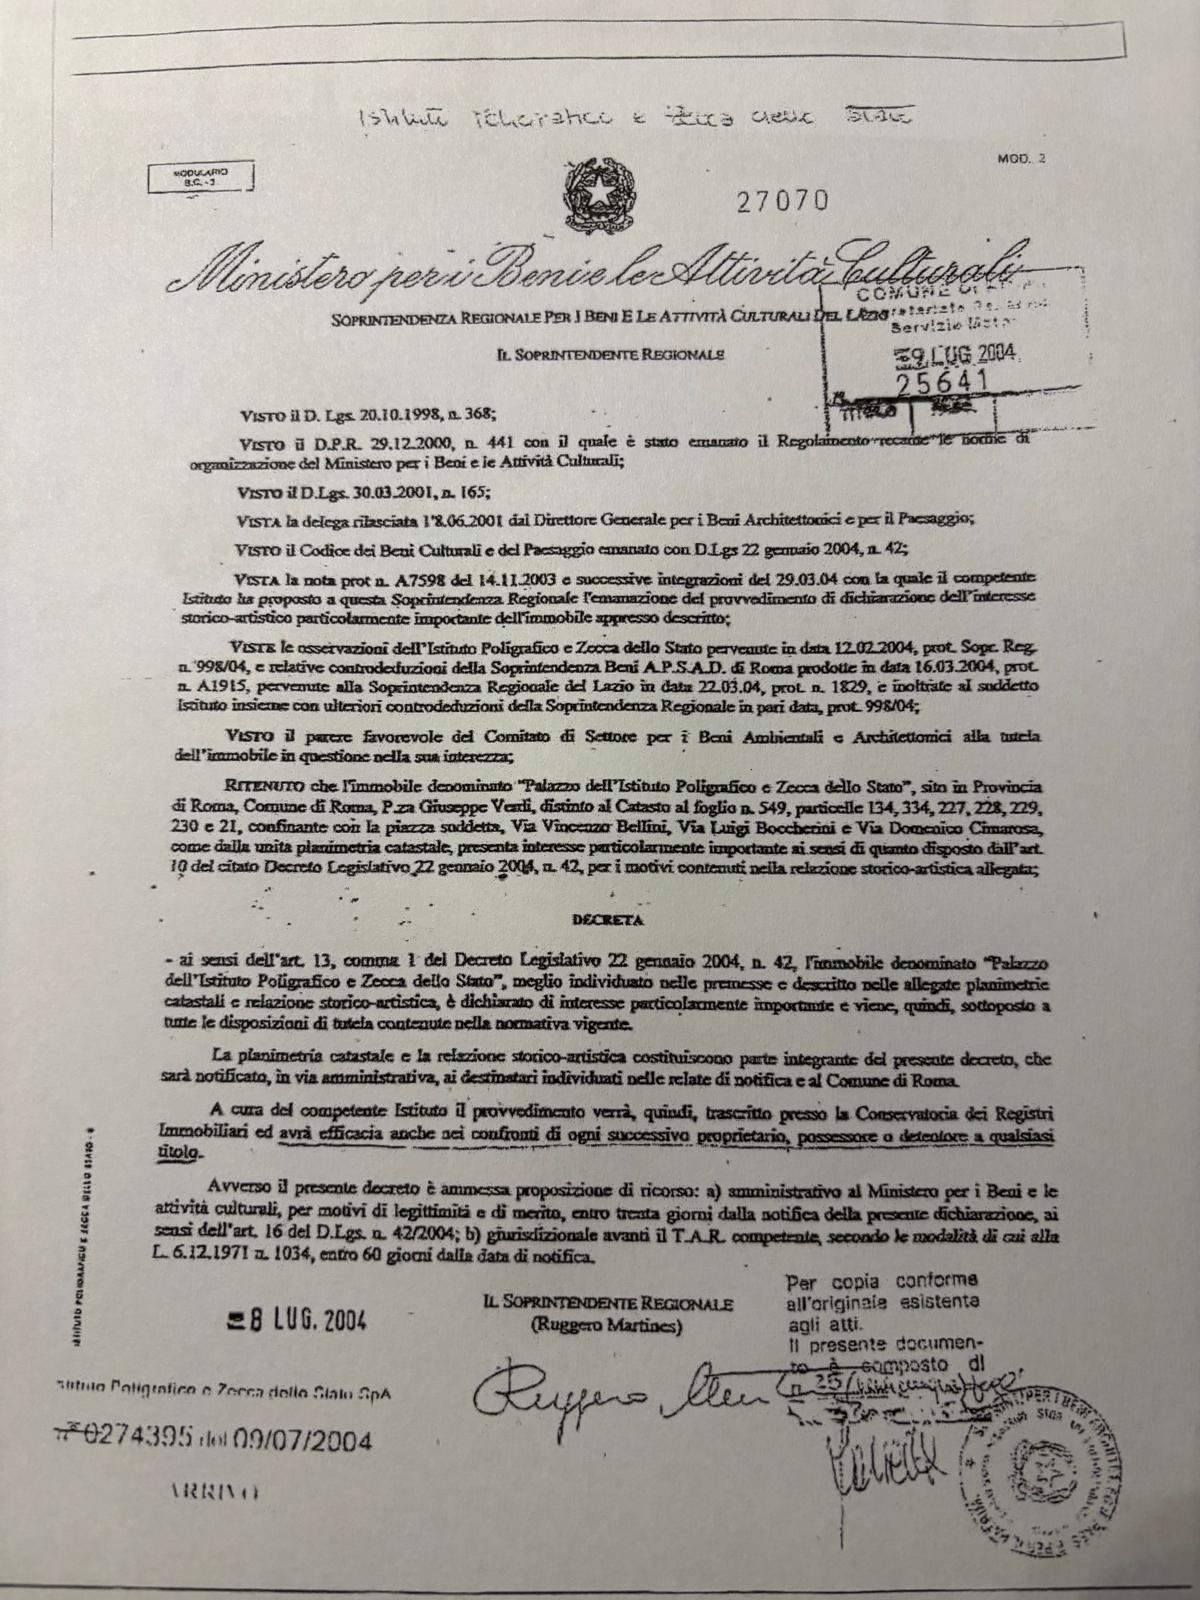 Istituto Poligrafico e Zecca dello Stato
MODULARIO
B.C. - 3
MOD. 2
27070
Ministero per i Beni e le Attività Culturali
COMUNE DI
SOPRINTENDENZA REGIONALE PER I BENI E LE ATTIVITÀ CULTURALI DEL LAZIO
Servizio
IL SOPRINTENDENTE REGIONALE
9 LUG 2004
25641
VISTO il D. Lgs. 20.10.1998, n. 368;
VISTO il D.P.R. 29.12.2000, n. 441 con il quale è stato emanato il Regolamento recante le norme di
organizzazione del Ministero per i Beni e le Attività Culturali;
VISTO il D.Lgs. 30.03.2001, n. 165;
VISTA la delega rilasciata l'8.06.2001 dal Direttore Generale per i Beni Architettonici e per il Paesaggio;
VISTO il Codice dei Beni Culturali e del Paesaggio emanato con D.Lgs 22 gennaio 2004, n. 42;
VISTA la nota prot n. A7598 del 14.11.2003 e successive integrazioni del 29.03.04 con la quale il competente
Istituto ha proposto a questa Soprintendenza Regionale l'emanazione del provvedimento di dichiarazione dell'interesse
storico-artistico particolarmente importante dell'immobile appresso descritto;
VISTE le osservazioni dell'Istituto Poligrafico e Zecca dello Stato pervenute in data 12.02.2004, prot. Sopr. Reg.
n. 998/04, e relative controdeduzioni della Soprintendenza Beni A.P.S.A.D. di Roma prodotte in data 16.03.2004, prot.
n. A1915, pervenute alla Soprintendenza Regionale del Lazio in data 22.03.04, prot. n. 1829, e inoltrate al suddetto
Istituto insieme con ulteriori controdeduzioni della Soprintendenza Regionale in pari data, prot. 998/04;
VISTO il parere favorevole del Comitato di Settore per i Beni Ambientali e Architettonici alla tutela
dell'immobile in questione nella sua interezza;
RITENUTO che l'immobile denominato "Palazzo dell'Istituto Poligrafico e Zecca dello Stato", sito in Provincia
di Roma, Comune di Roma, P.za Giuseppe Verdi, distinto al Catasto al foglio n. 549, particelle 134, 334, 227, 228, 229,
230 e 21, confinante con la piazza suddetta, Via Vincenzo Bellini, Via Luigi Boccherini e Via Domenico Cimarosa,
come dalla unita planimetria catastale, presenta interesse particolarmente importante ai sensi di quanto disposto dall'art.
10 del citato Decreto Legislativo 22 gennaio 2004, n. 42, per i motivi contenuti nella relazione storico-artistica allegata;
DECRETA
- ai sensi dell'art. 13, comma 1 del Decreto Legislativo 22 gennaio 2004, n. 42, l'immobile denominato "Palazzo
dell'Istituto Poligrafico e Zecca dello Stato", meglio individuato nelle premesse e descritto nelle allegate planimetrie
catastali e relazione storico-artistica, è dichiarato di interesse particolarmente importante e viene, quindi, sottoposto a
tutte le disposizioni di tutela contenute nella normativa vigente.
La planimetria catastale e la relazione storico-artistica costituiscono parte integrante del presente decreto, che
sarà notificato, in via amministrativa, ai destinatari individuati nelle relate di notifica e al Comune di Roma.
A cura del competente Istituto il provvedimento verrà, quindi, trascritto presso la Conservatoria dei Registri
Immobiliari ed avrà efficacia anche nei confronti di ogni successivo proprietario, possessore o detentore a qualsiasi
titolo.
Avverso il presente decreto è ammessa proposizione di ricorso: a) amministrativo al Ministero per i Beni e le
attività culturali, per motivi di legittimità e di merito, entro trenta giorni dalla notifica della presente dichiarazione, ai
sensi dell'art. 16 del D.Lgs. n. 42/2004; b) giurisdizionale avanti il T.A.R. competente, secondo le modalità di cui alla
L. 6.12.1971 n. 1034, entro 60 giorni dalla data di notifica.
ISTITUTO POLIGRAFICO E ZECCA DELLO STATO - S
8 LUG. 2004
IL SOPRINTENDENTE REGIONALE
(Ruggero Martines)
Per copia conforme
all'originale esistente
agli atti.
Il presente documen-
to è composto di
n. 25
Ruggero
Istituto Poligrafico e Zecca dello Stato SpA
n° 0274395 del 09/07/2004
ARRIVO